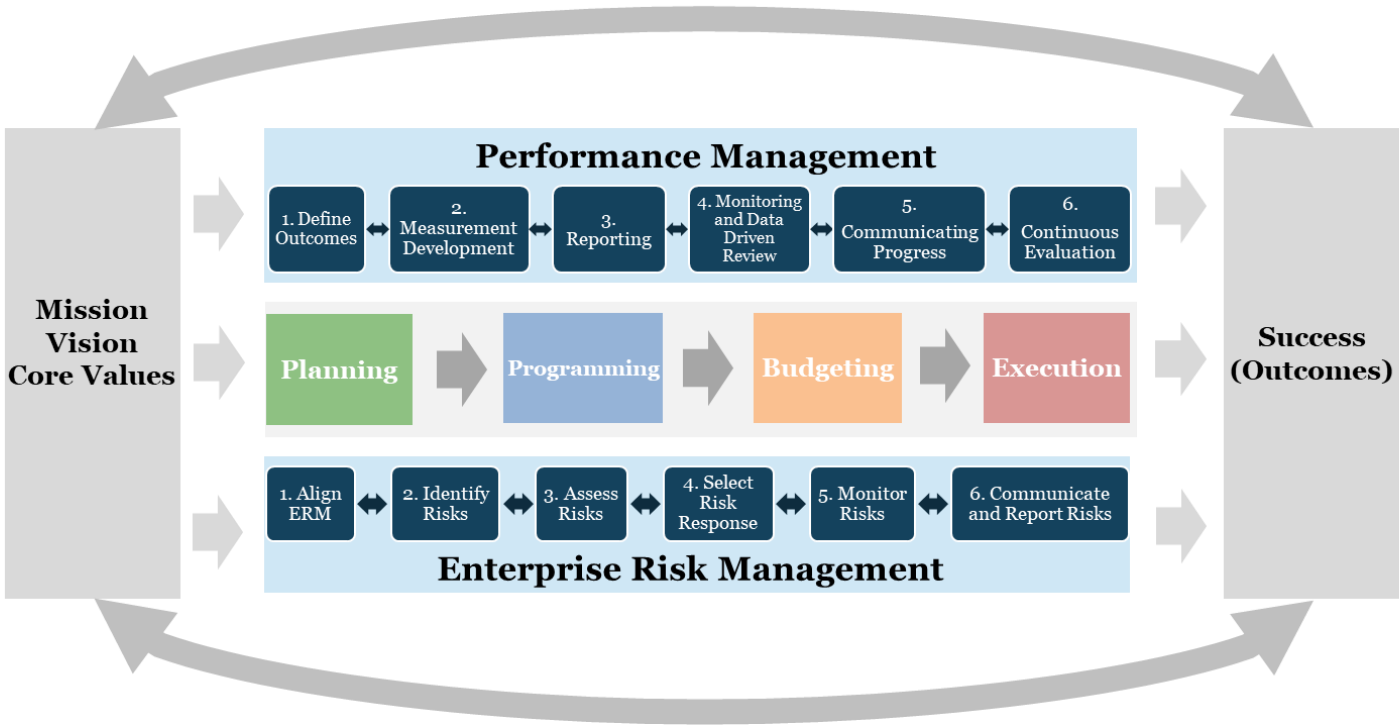 Mission
Vision
Core Values
Performance Management
1. Define
Outcomes
2.
Measurement
Development
3.
Reporting
4. Monitoring
and Data
Driven
Review
5.
Communicating
Progress
6.
Continuous
Evaluation
Planning
Programming
Budgeting
Execution
1. Align
ERM
2. Identify
Risks
3. Assess
Risks
4. Select
Risk
Response
5. Monitor
Risks
6. Communicate
and Report Risks
Enterprise Risk Management
Success
(Outcomes)